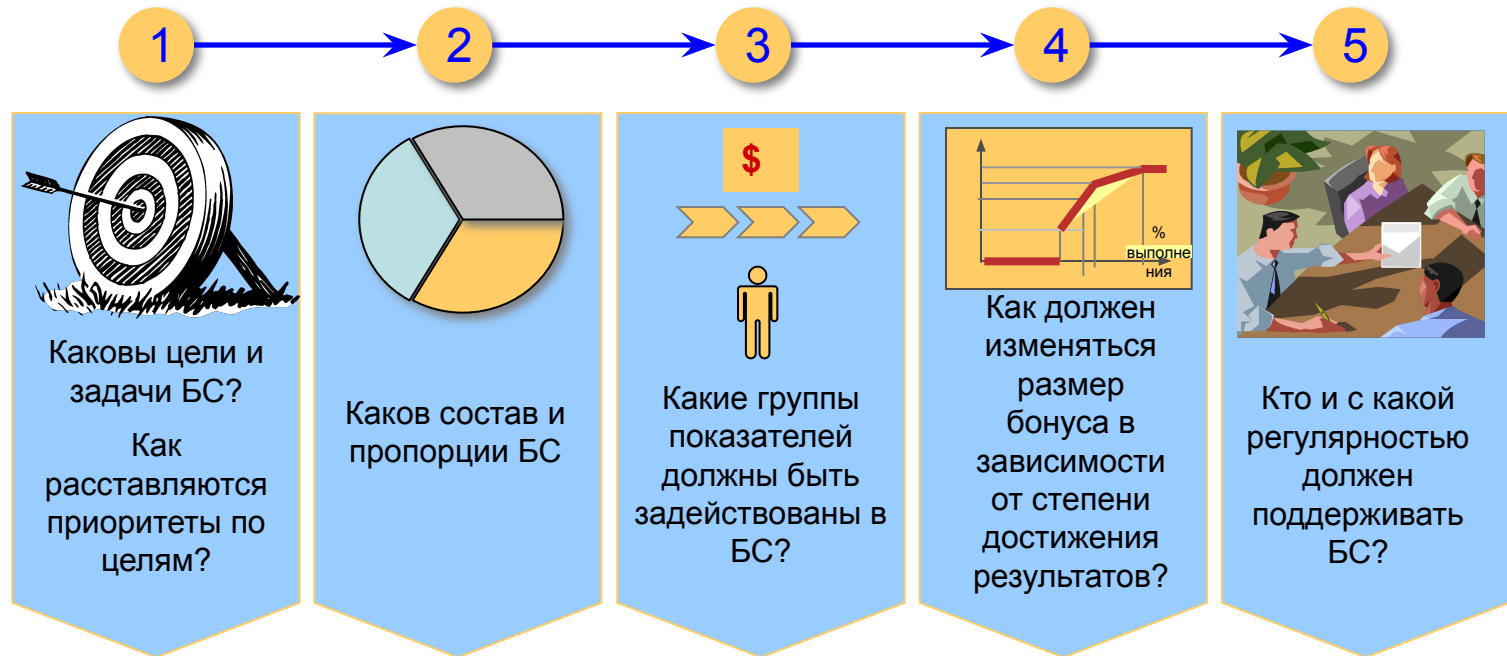 1
2
3
4
5
Каковы цели и
задачи БС?
Как
расставляются
приоритеты по
целям?
Каков состав и
пропорции БС
$
Какие группы
показателей
должны быть
задействованы в
БС?
%
выполне
ния
Как должен
изменяться
размер
бонуса в
зависимости
от степени
достижения
результатов?
Кто и с какой
регулярностью
должен
поддерживать
БС?